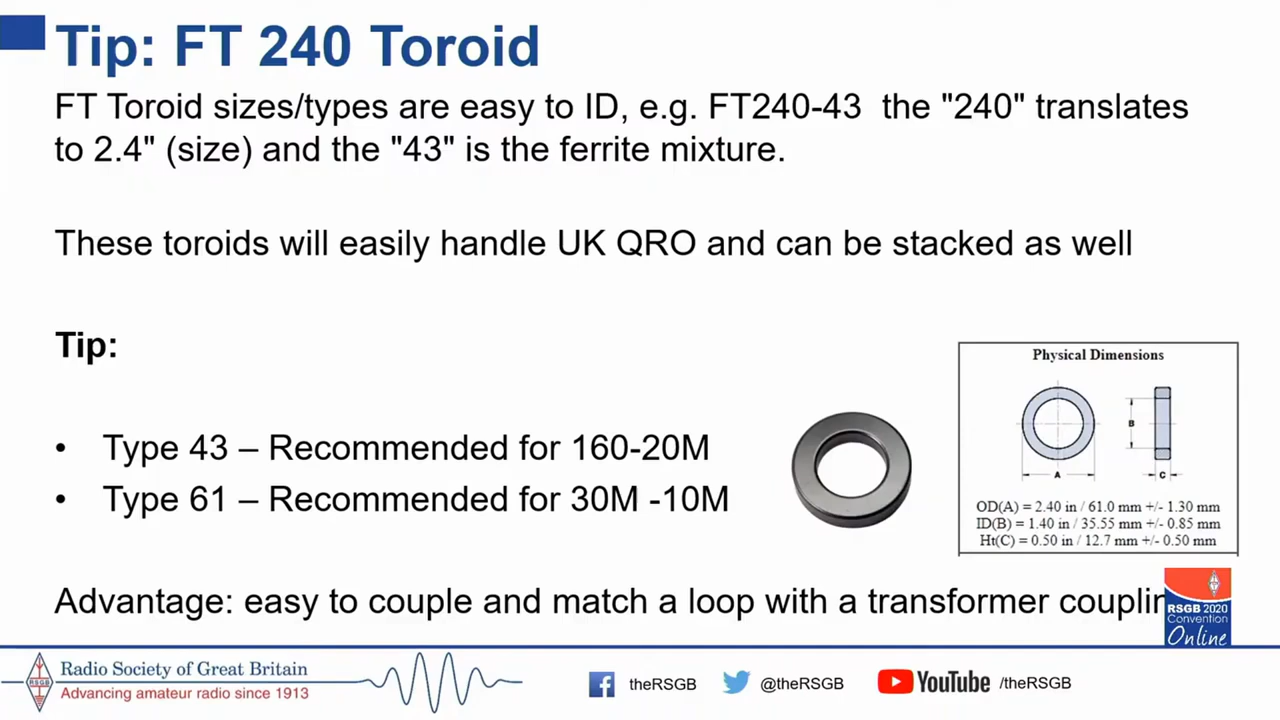 Tip: FT 240 Toroid
FT Toroid sizes/types are easy to ID, e.g. FT240-43 the "240" translates
to 2.4" (size) and the "43" is the ferrite mixture.
These toroids will easily handle UK QRO and can be stacked as well
Tip:
• Type 43 – Recommended for 160-20M
• Type 61 – Recommended for 30M -10M
Physical Dimensions
A
B
C
OD(A) = 2.40 in / 61.0 mm +/- 1.30 mm
ID(B) = 1.40 in / 35.55 mm +/- 0.85 mm
Ht(C) = 0.50 in / 12.7 mm +/- 0.50 mm
Advantage: easy to couple and match a loop with a transformer
RSGB 2020
Convention
Online
RSGB
Radio Society of Great Britain
Advancing amateur radio since 1913
theRSGB
@theRSGB
YouTube /theRSGB